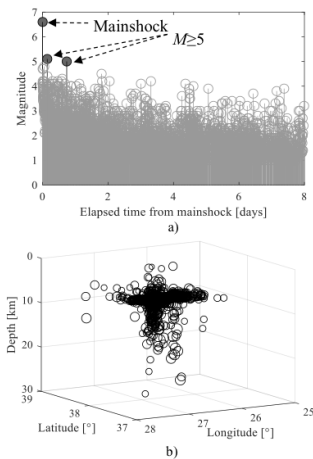 Mainshock
M≥5
Magnitude
7
6
5
4
3
2
1
0
0 2 4 6 8
Elapsed time from mainshock [days]
a)
Depth [km]
0
10
20
30
39
38
37
Latitude [°]
28
27
26
25
Longitude [°]
b)